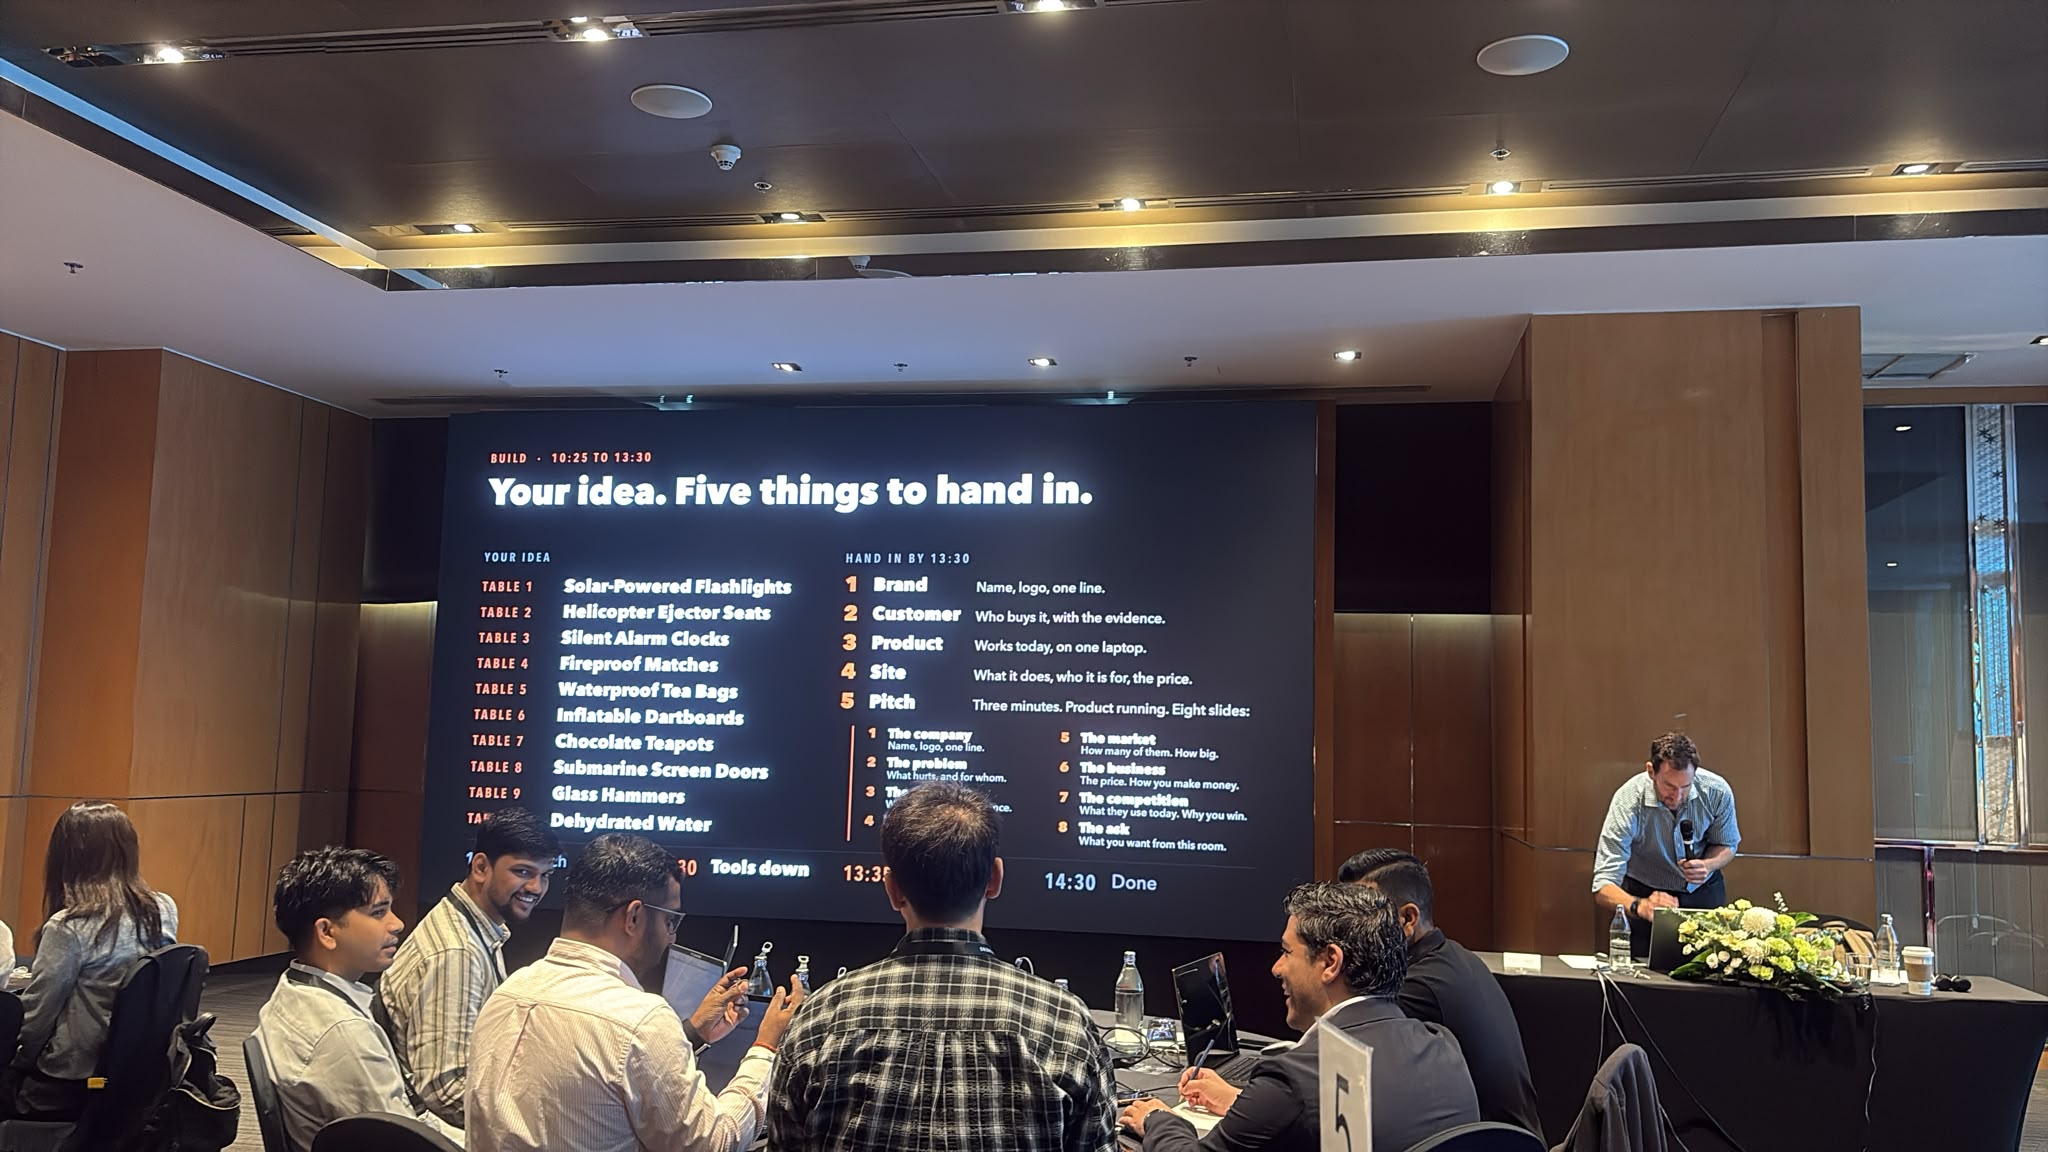 BUILD · 10:25 TO 13:30
Your idea. Five things to hand in.
YOUR IDEA
TABLE 1 Solar-Powered Flashlights
TABLE 2 Helicopter Ejector Seats
TABLE 3 Silent Alarm Clocks
TABLE 4 Fireproof Matches
TABLE 5 Waterproof Tea Bags
TABLE 6 Inflatable Dartboards
TABLE 7 Chocolate Teapots
TABLE 8 Submarine Screen Doors
TABLE 9 Glass Hammers
Dehydrated Water
HAND IN BY 13:30
1 Brand Name, logo, one line.
2 Customer Who buys it, with the evidence.
3 Product Works today, on one laptop.
4 Site What it does, who it is for, the price.
5 Pitch Three minutes. Product running. Eight slides:
1 The company
Name, logo, one line.
2 The problem
What hurts, and for whom.
3
4
5 The market
How many of them. How big.
6 The business
The price. How you make money.
7 The competition
What they use today. Why you win.
8 The ask
What you want from this room.
Tools down
14:30 Done
5